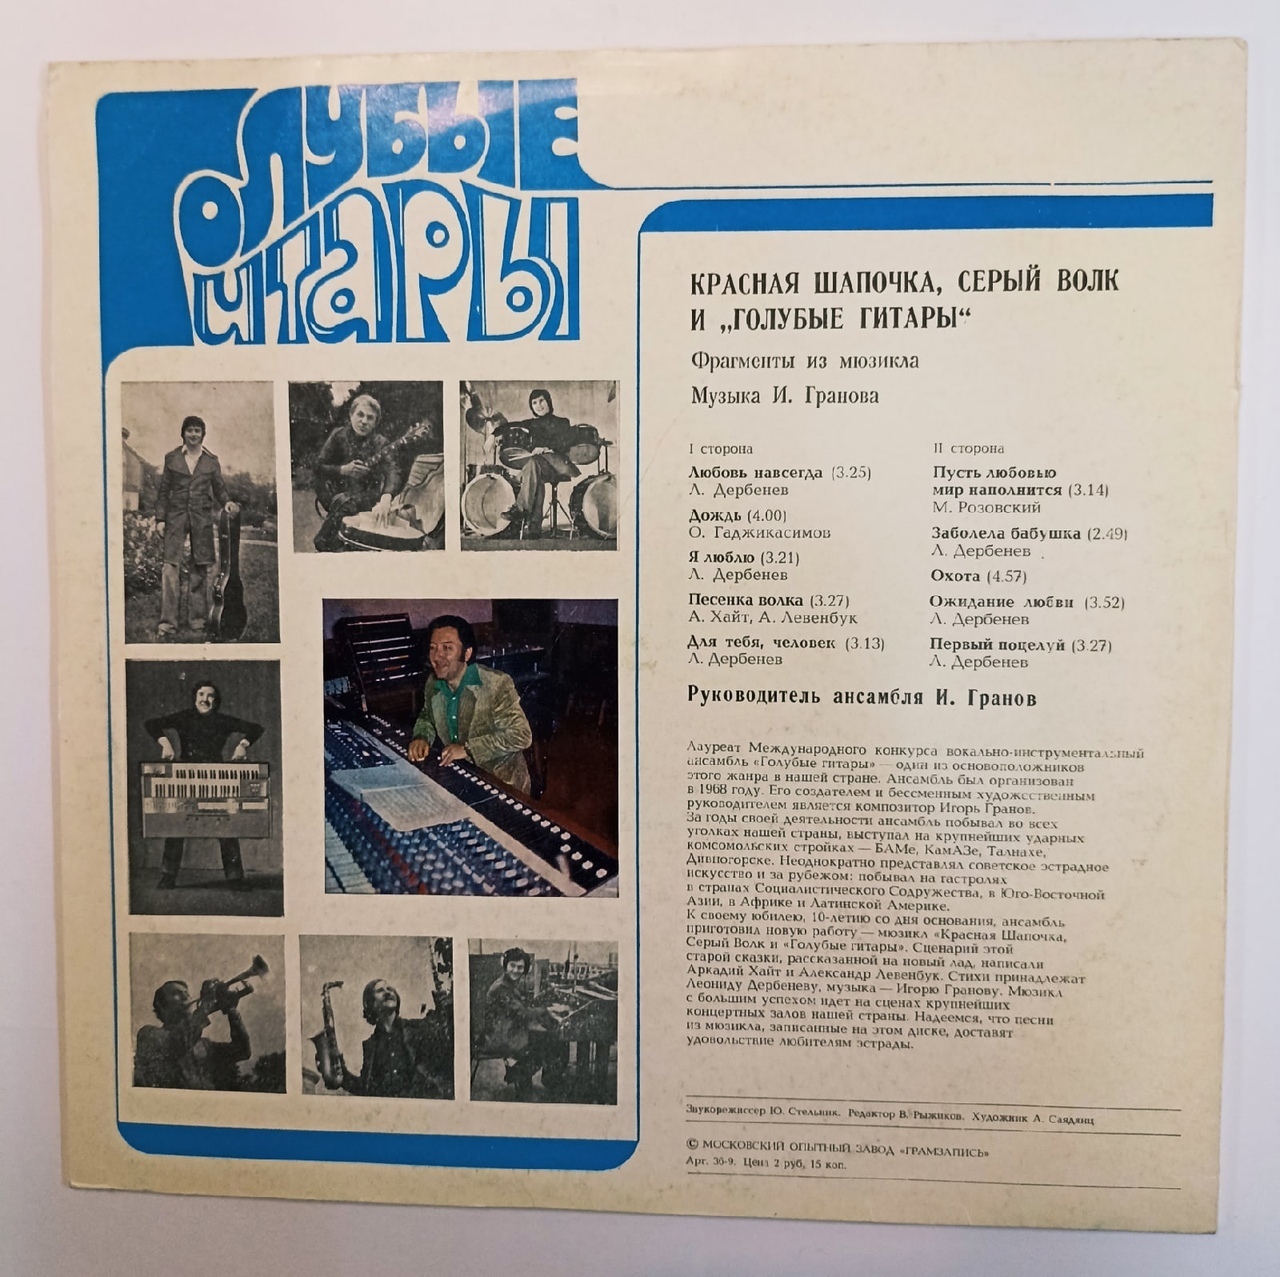 Голубые
гитары
КРАСНАЯ ШАПОЧКА, СЕРЫЙ ВОЛК
И „ГОЛУБЫЕ ГИТАРЫ“
Фрагменты из мюзикла
Музыка И. Гранова
I сторона
Любовь навсегда (3.25)
Л. Дербенев
Дождь (4.00)
О. Гаджикасимов
Я люблю (3.21)
Л. Дербенев
Песенка волка (3.27)
А. Хайт, А. Левенбук
Для тебя, человек (3.13)
Л. Дербенев
II сторона
Пусть любовью
мир наполнится (3.14)
М. Розовский
Заболела бабушка (2.49)
Л. Дербенев
Охота (4.57)
Ожидание любви (3.52)
Л. Дербенев
Первый поцелуй (3.27)
Л. Дербенев
Руководитель ансамбля И. Гранов
Лауреат Международного конкурса вокально-инструментальный
ансамбль «Голубые гитары» — один из основоположников
этого жанра в нашей стране. Ансамбль был организован
в 1968 году. Его создателем и бессменным художественным
руководителем является композитор Игорь Гранов.
За годы своей деятельности ансамбль побывал во всех
уголках нашей страны, выступал на крупнейших ударных
комсомольских стройках — БАМе, КамАЗе, Талнахе,
Дивногорске. Неоднократно представлял советское эстрадное
искусство и за рубежом: побывал на гастролях
в странах Социалистического Содружества, в Юго-Восточной
Азии, в Африке и Латинской Америке.
К своему юбилею, 10-летию со дня основания, ансамбль
приготовил новую работу — мюзикл «Красная Шапочка,
Серый Волк и «Голубые гитары». Сценарий этой
старой сказки, рассказанной на новый лад, написали
Аркадий Хайт и Александр Левенбук. Стихи принадлежат
Леониду Дербеневу, музыка — Игорю Гранову. Мюзикл
с большим успехом идет на сценах крупнейших
концертных залов нашей страны. Надеемся, что песни
из мюзикла, записанные на этом диске, доставят
удовольствие любителям эстрады.
Звукорежиссер Ю. Стельник. Редактор В. Рыжиков. Художник А. Саядянц
© МОСКОВСКИЙ ОПЫТНЫЙ ЗАВОД «ГРАМЗАПИСЬ»
Арт. 36-9. Цена 2 руб. 15 коп.